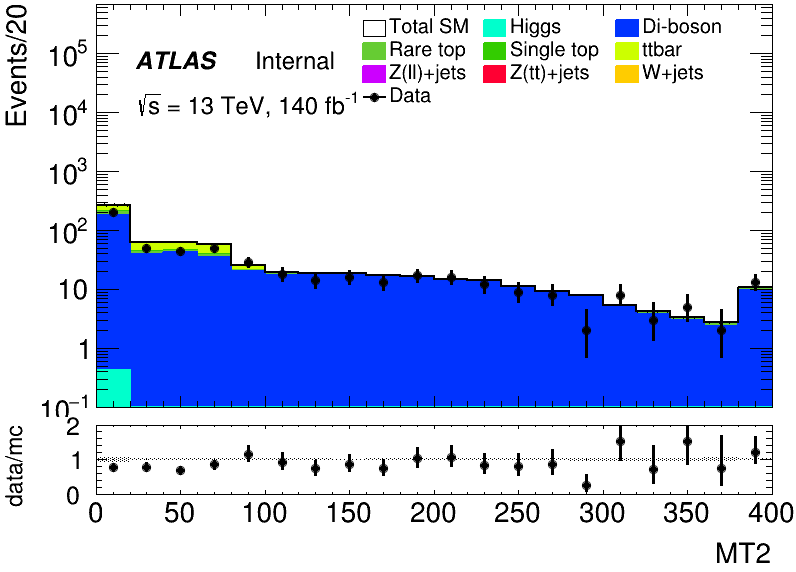 Events/20
ATLAS Internal
√s = 13 TeV, 140 fb⁻¹
Total SM Higgs Di-boson
Rare top Single top ttbar
Z(ll)+jets Z(tt)+jets W+jets
Data
10⁵
10⁴
10³
10²
10
1
10⁻¹
data/mc
2
1
0
0 50 100 150 200 250 300 350 400
MT2